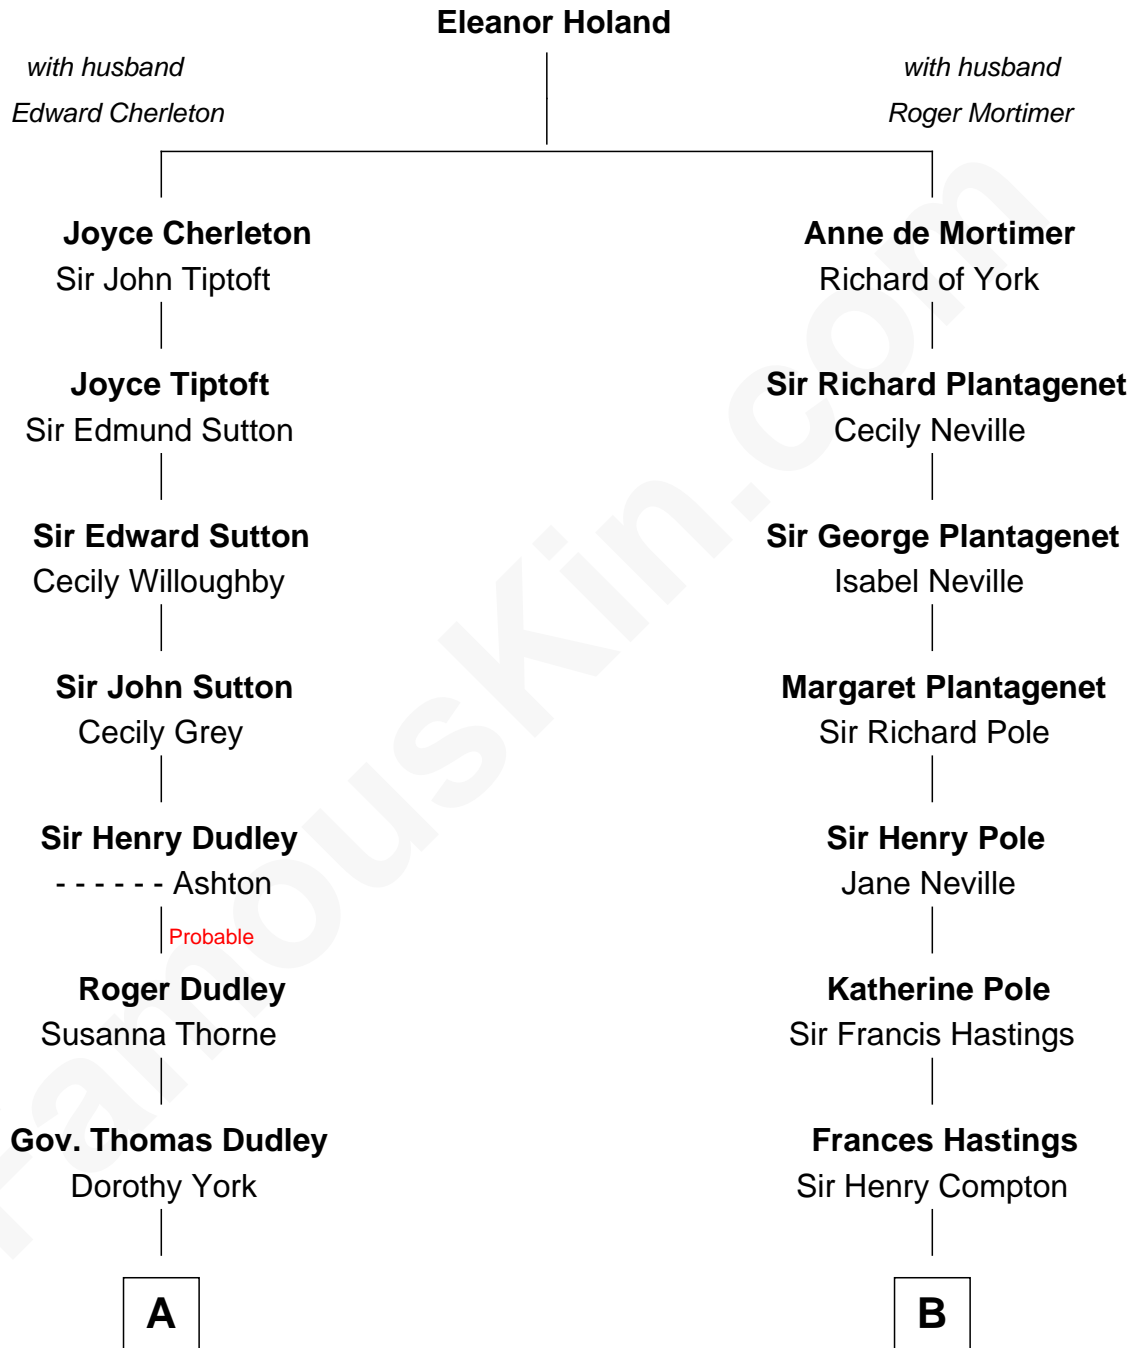 Eleanor Holand
with husband
Edward Cherleton
with husband
Roger Mortimer
Joyce Cherleton
Sir John Tiptoft
Anne de Mortimer
Richard of York
Joyce Tiptoft
Sir Edmund Sutton
Sir Richard Plantagenet
Cecily Neville
Sir Edward Sutton
Cecily Willoughby
Sir George Plantagenet
Isabel Neville
Sir John Sutton
Cecily Grey
Margaret Plantagenet
Sir Richard Pole
Sir Henry Dudley
- - - - - - Ashton
Sir Henry Pole
Jane Neville
Probable
Roger Dudley
Susanna Thorne
Katherine Pole
Sir Francis Hastings
Gov. Thomas Dudley
Dorothy York
Frances Hastings
Sir Henry Compton
A
B
FamousKin.com